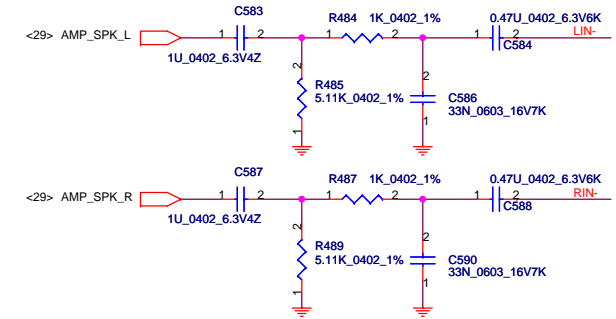 C583
R484 1K_0402_1% 0.47U_0402_6.3V6K
<29> AMP_SPK_L 1 2 1 2 1 2 LIN-
1U_0402_6.3V4Z C584
2 R485 2 C586
5.11K_0402_1% 33N_0603_16V7K
1 1
C587
R487 1K_0402_1% 0.47U_0402_6.3V6K
<29> AMP_SPK_R 1 2 1 2 1 2 RIN-
1U_0402_6.3V4Z C588
2 R489 2 C590
5.11K_0402_1% 33N_0603_16V7K
1 1